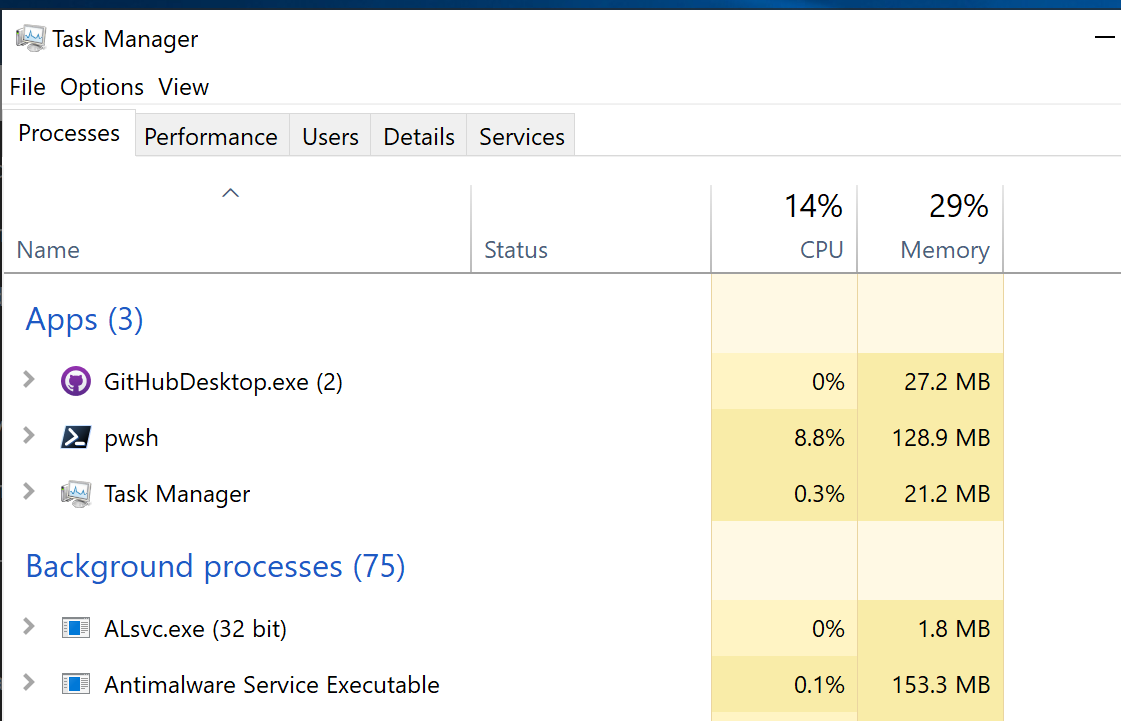 Task Manager
File Options View
Processes Performance Users Details Services
14% 29%
Name Status CPU Memory
Apps (3)
GitHubDesktop.exe (2) 0% 27.2 MB
pwsh 8.8% 128.9 MB
Task Manager 0.3% 21.2 MB
Background processes (75)
ALsvc.exe (32 bit) 0% 1.8 MB
Antimalware Service Executable 0.1% 153.3 MB